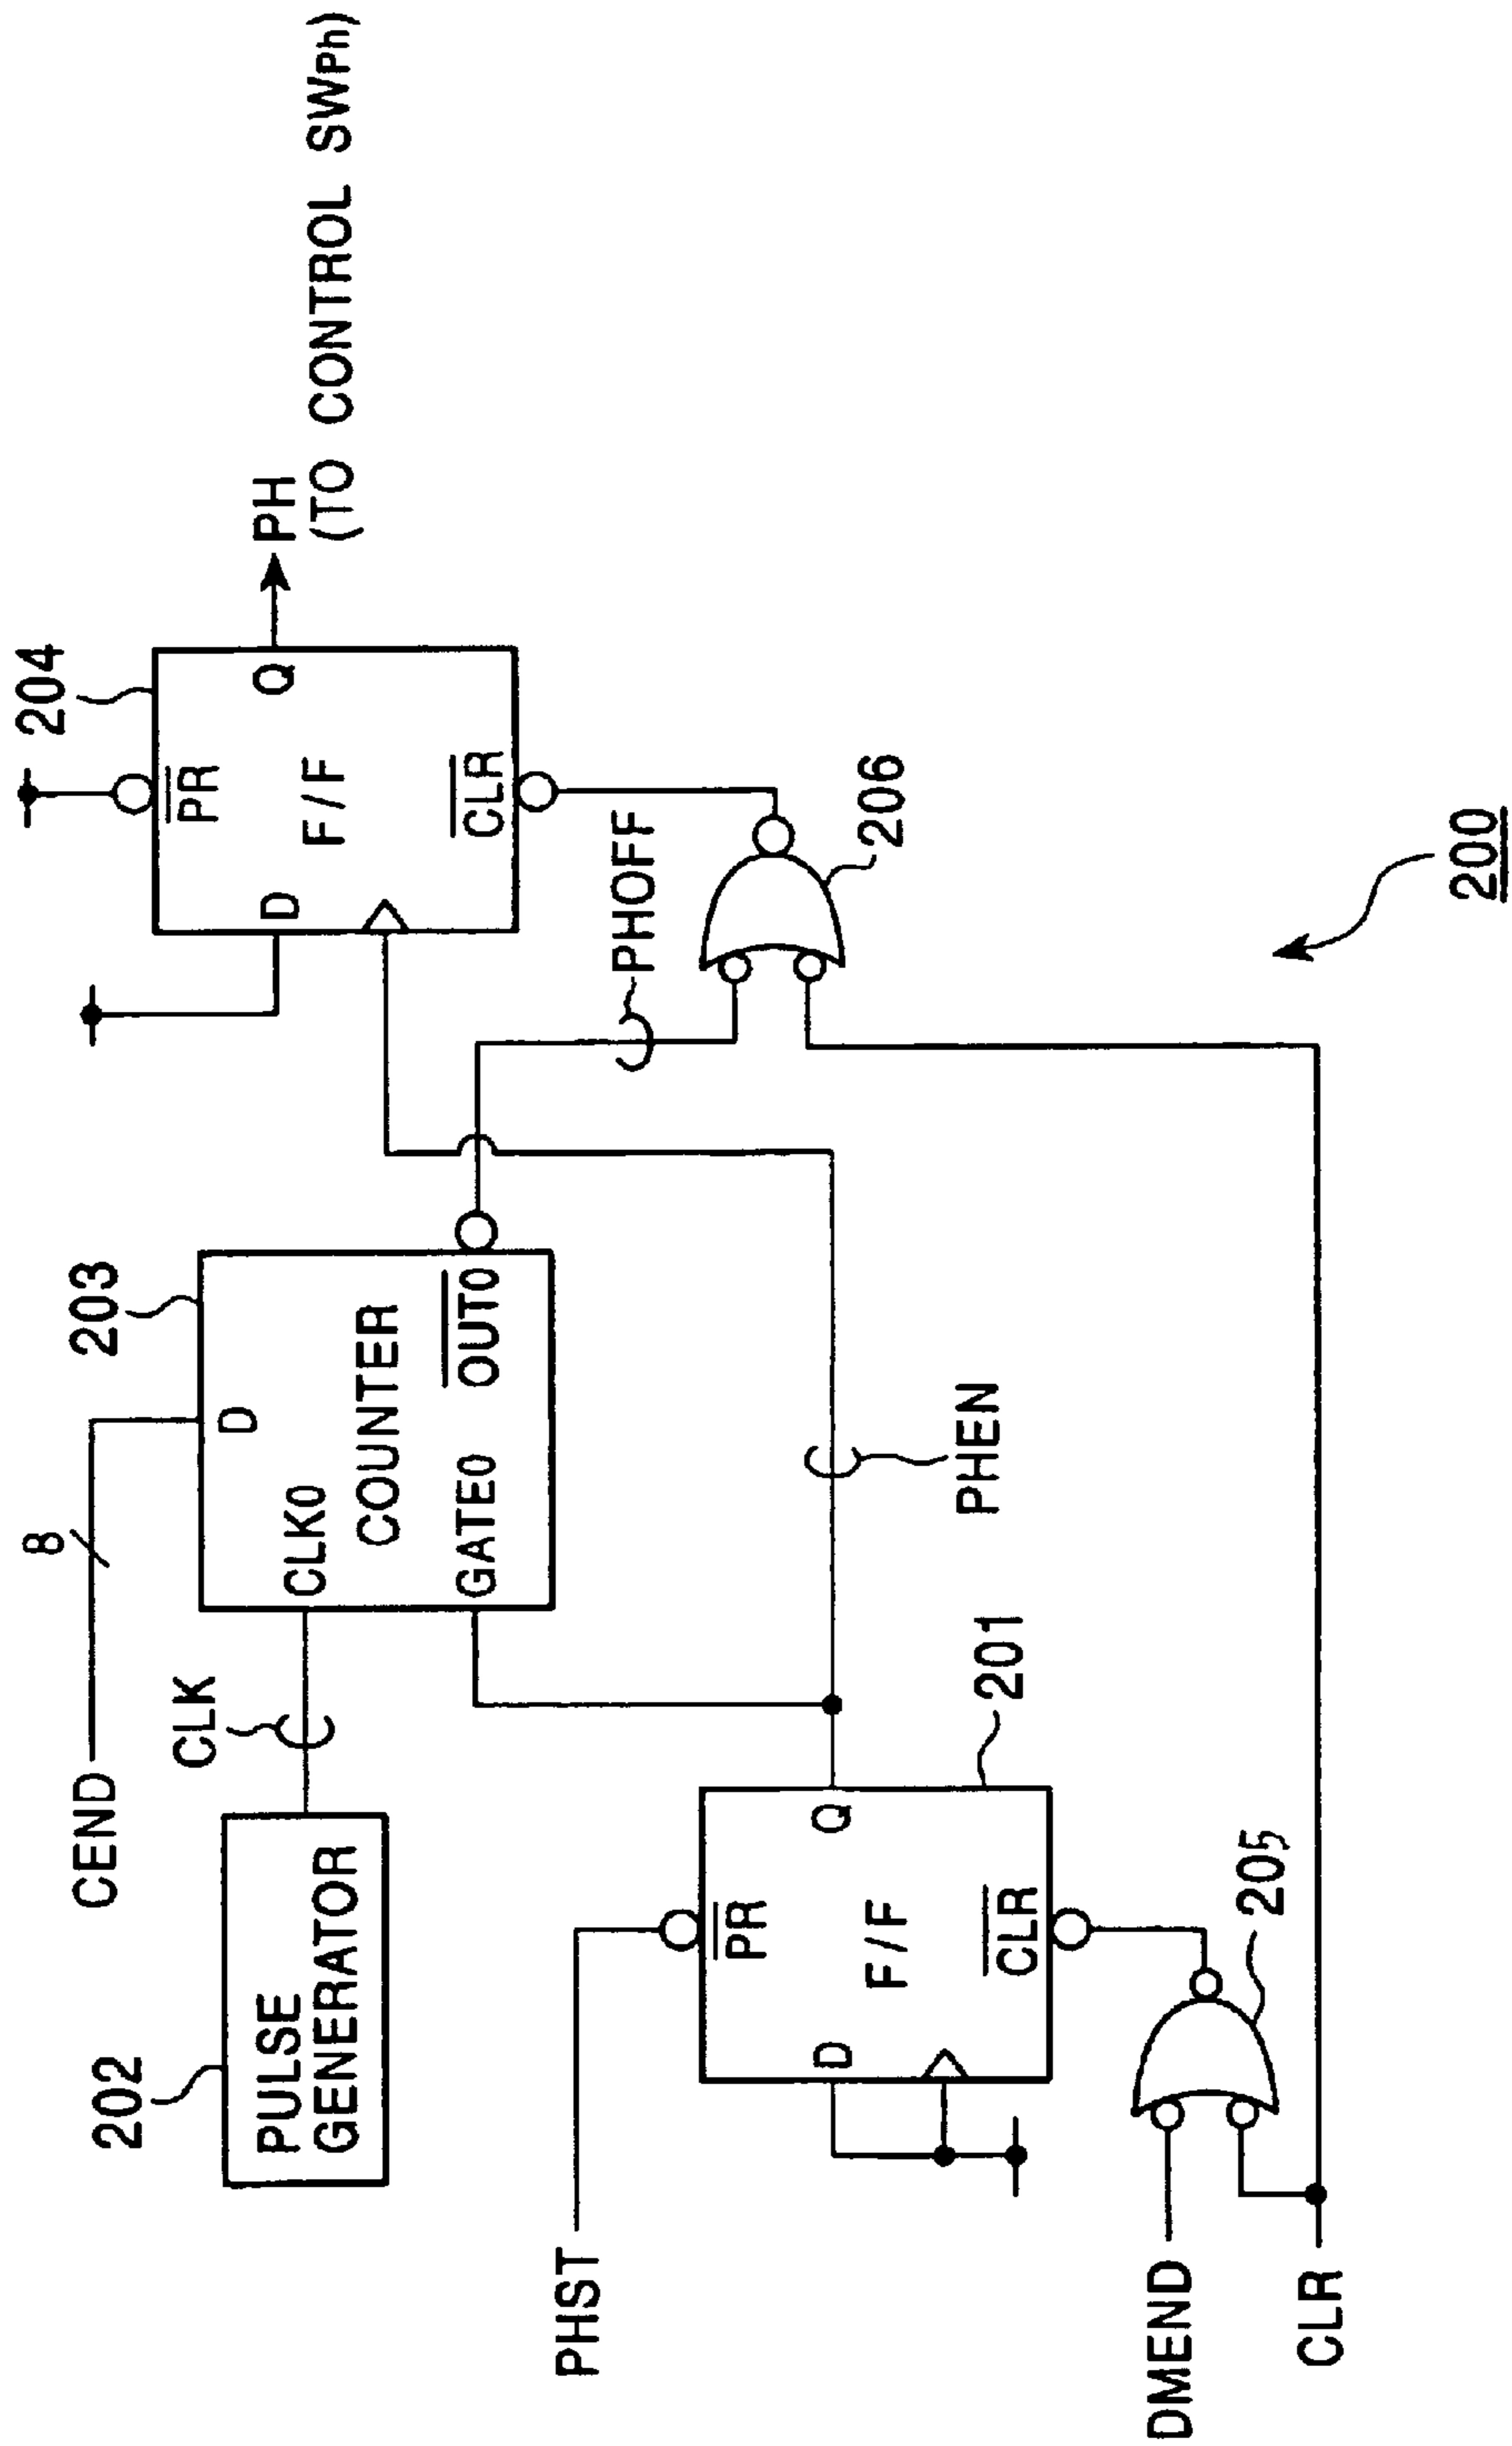 CEND
8
203
D
CLK0
COUNTER
GATE0
OUT0
CLK
202
PULSE
GENERATOR
204
PR
D
Q
F/F
CLR
PH
(TO CONTROL SWPh)
PHOFF
206
PHEN
PHST
PR
D
Q
F/F
CLR
201
205
DMEND
CLR
200